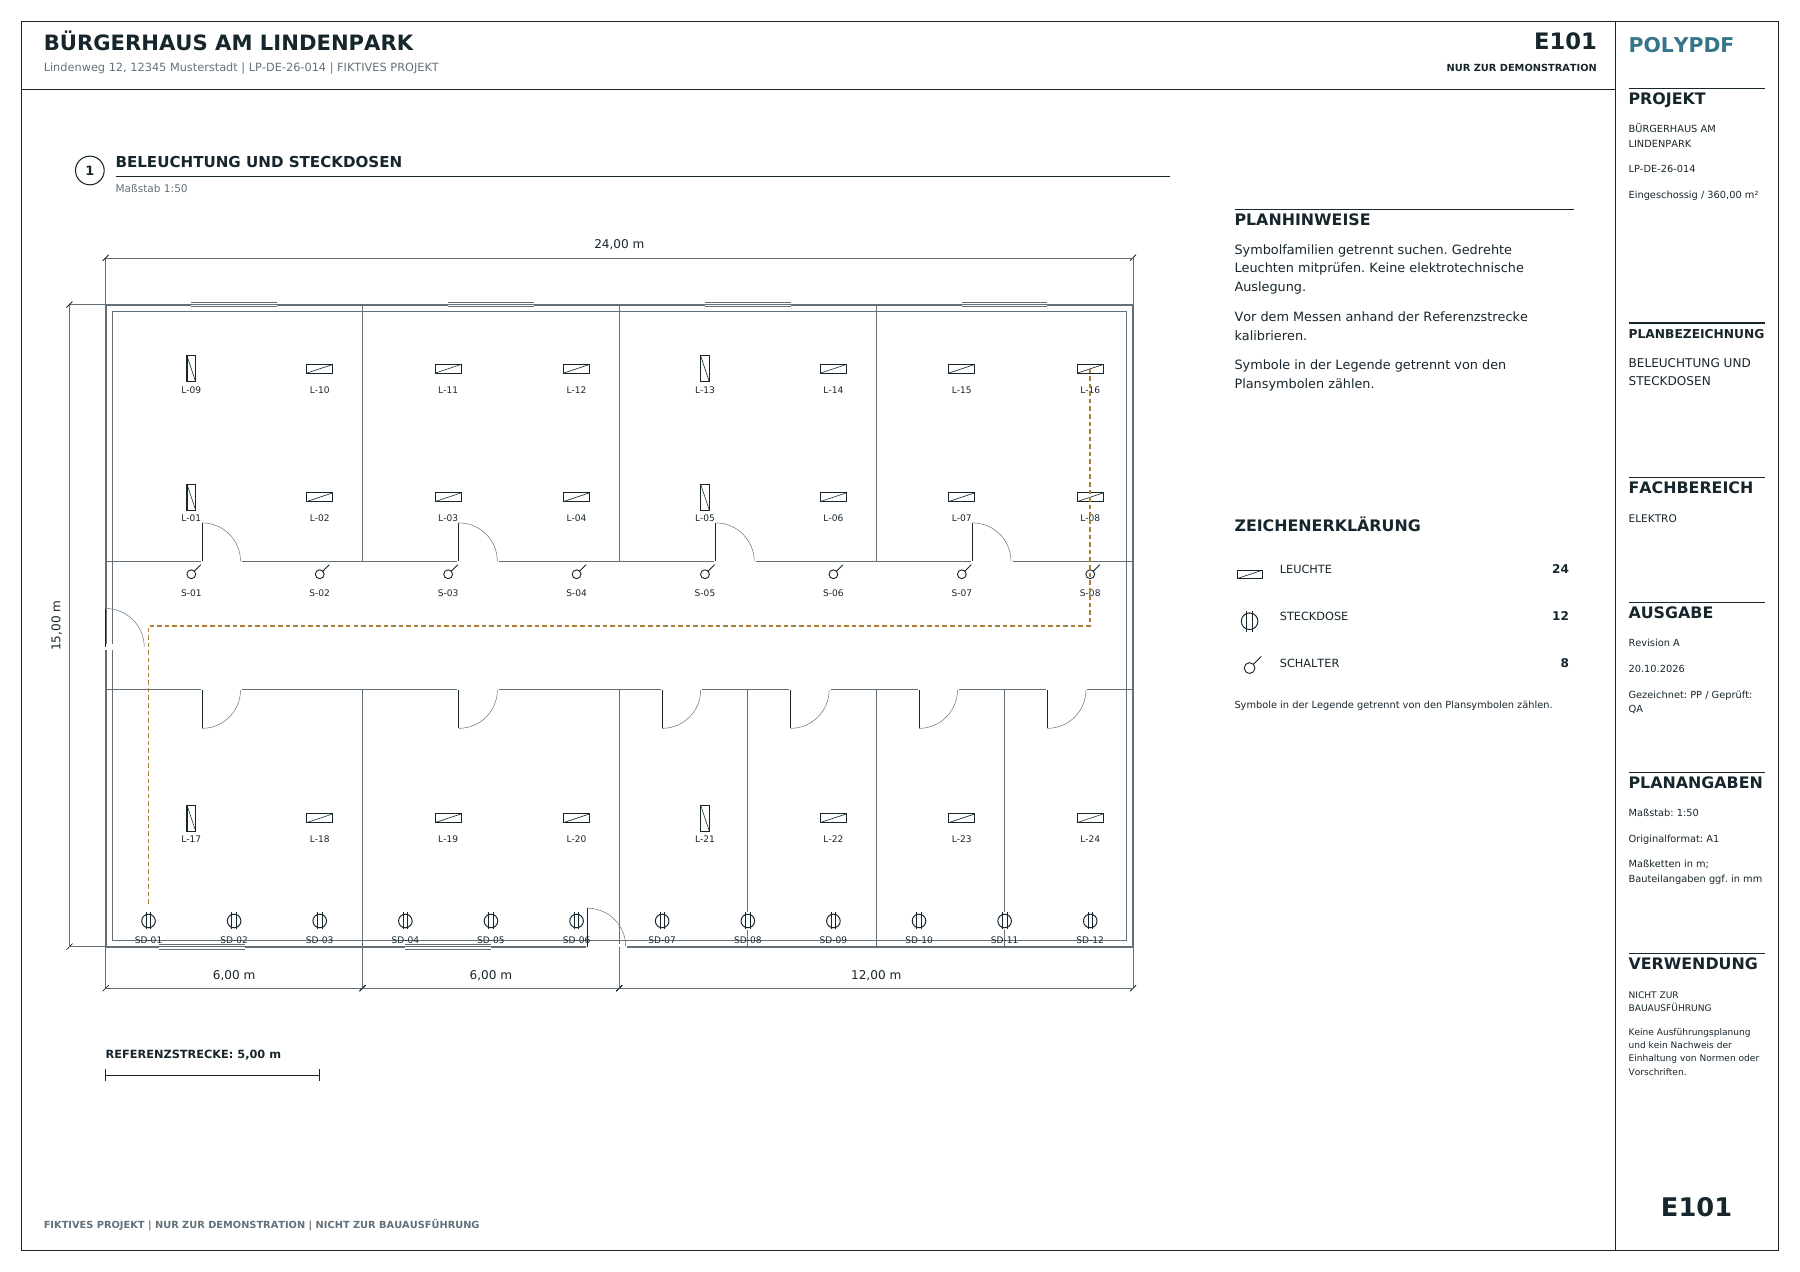 BÜRGERHAUS AM LINDENPARK
Lindenweg 12, 12345 Musterstadt | LP-DE-26-014 | FIKTIVES PROJEKT
E101
NUR ZUR DEMONSTRATION
1
BELEUCHTUNG UND STECKDOSEN
Maßstab 1:50
24,00 m
15,00 m
L-09 L-10 L-11 L-12 L-13 L-14 L-15 L-16
L-01 L-02 L-03 L-04 L-05 L-06 L-07 L-08
S-01 S-02 S-03 S-04 S-05 S-06 S-07 S-08
L-17 L-18 L-19 L-20 L-21 L-22 L-23 L-24
SD-01 SD-02 SD-03 SD-04 SD-05 SD-06 SD-07 SD-08 SD-09 SD-10 SD-11 SD-12
6,00 m 6,00 m 12,00 m
REFERENZSTRECKE: 5,00 m
PLANHINWEISE
Symbolfamilien getrennt suchen. Gedrehte
Leuchten mitprüfen. Keine elektrotechnische
Auslegung.
Vor dem Messen anhand der Referenzstrecke
kalibrieren.
Symbole in der Legende getrennt von den
Plansymbolen zählen.
ZEICHENERKLÄRUNG
LEUCHTE 24
STECKDOSE 12
SCHALTER 8
Symbole in der Legende getrennt von den Plansymbolen zählen.
POLYPDF
PROJEKT
BÜRGERHAUS AM
LINDENPARK
LP-DE-26-014
Eingeschossig / 360,00 m²
PLANBEZEICHNUNG
BELEUCHTUNG UND
STECKDOSEN
FACHBEREICH
ELEKTRO
AUSGABE
Revision A
20.10.2026
Gezeichnet: PP / Geprüft:
QA
PLANANGABEN
Maßstab: 1:50
Originalformat: A1
Maßketten in m;
Bauteilangaben ggf. in mm
VERWENDUNG
NICHT ZUR
BAUAUSFÜHRUNG
Keine Ausführungsplanung
und kein Nachweis der
Einhaltung von Normen oder
Vorschriften.
E101
FIKTIVES PROJEKT | NUR ZUR DEMONSTRATION | NICHT ZUR BAUAUSFÜHRUNG